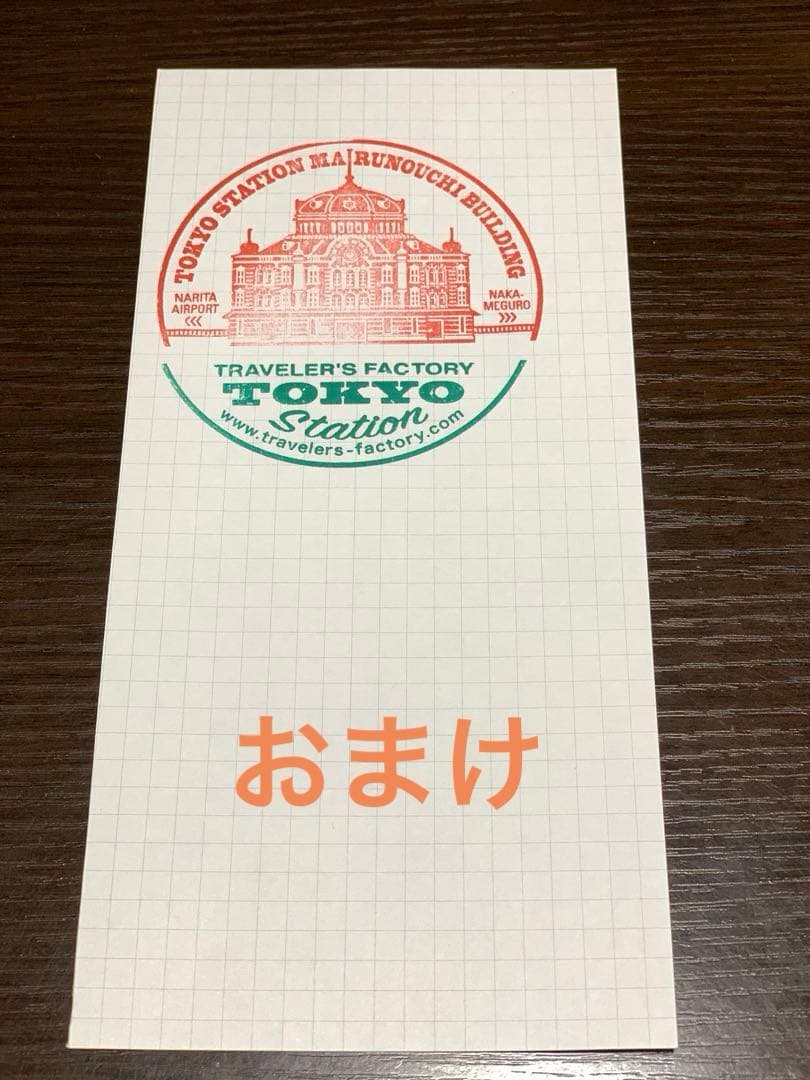 TOKYO STATION MARUNOUCHI BUILDING
NARITA
AIRPORT
<<<
NAKA-
MEGURO
>>>
TRAVELER'S FACTORY
TOKYO
Station
www.travelers-factory.com
おまけ